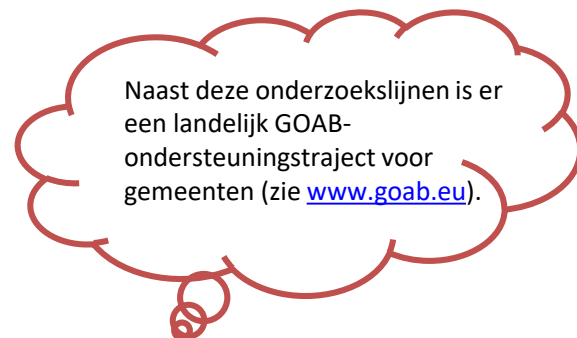 Naast deze onderzoekslijnen is er
een landelijk GOAB-
ondersteuningstraject voor
gemeenten (zie www.goab.eu).